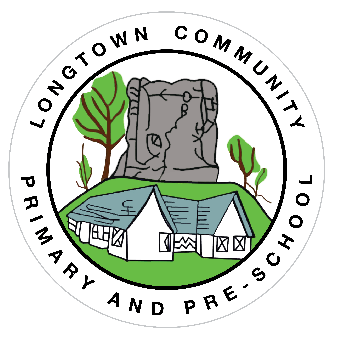 LONGTOWN COMMUNITY
PRIMARY AND PRE-SCHOOL